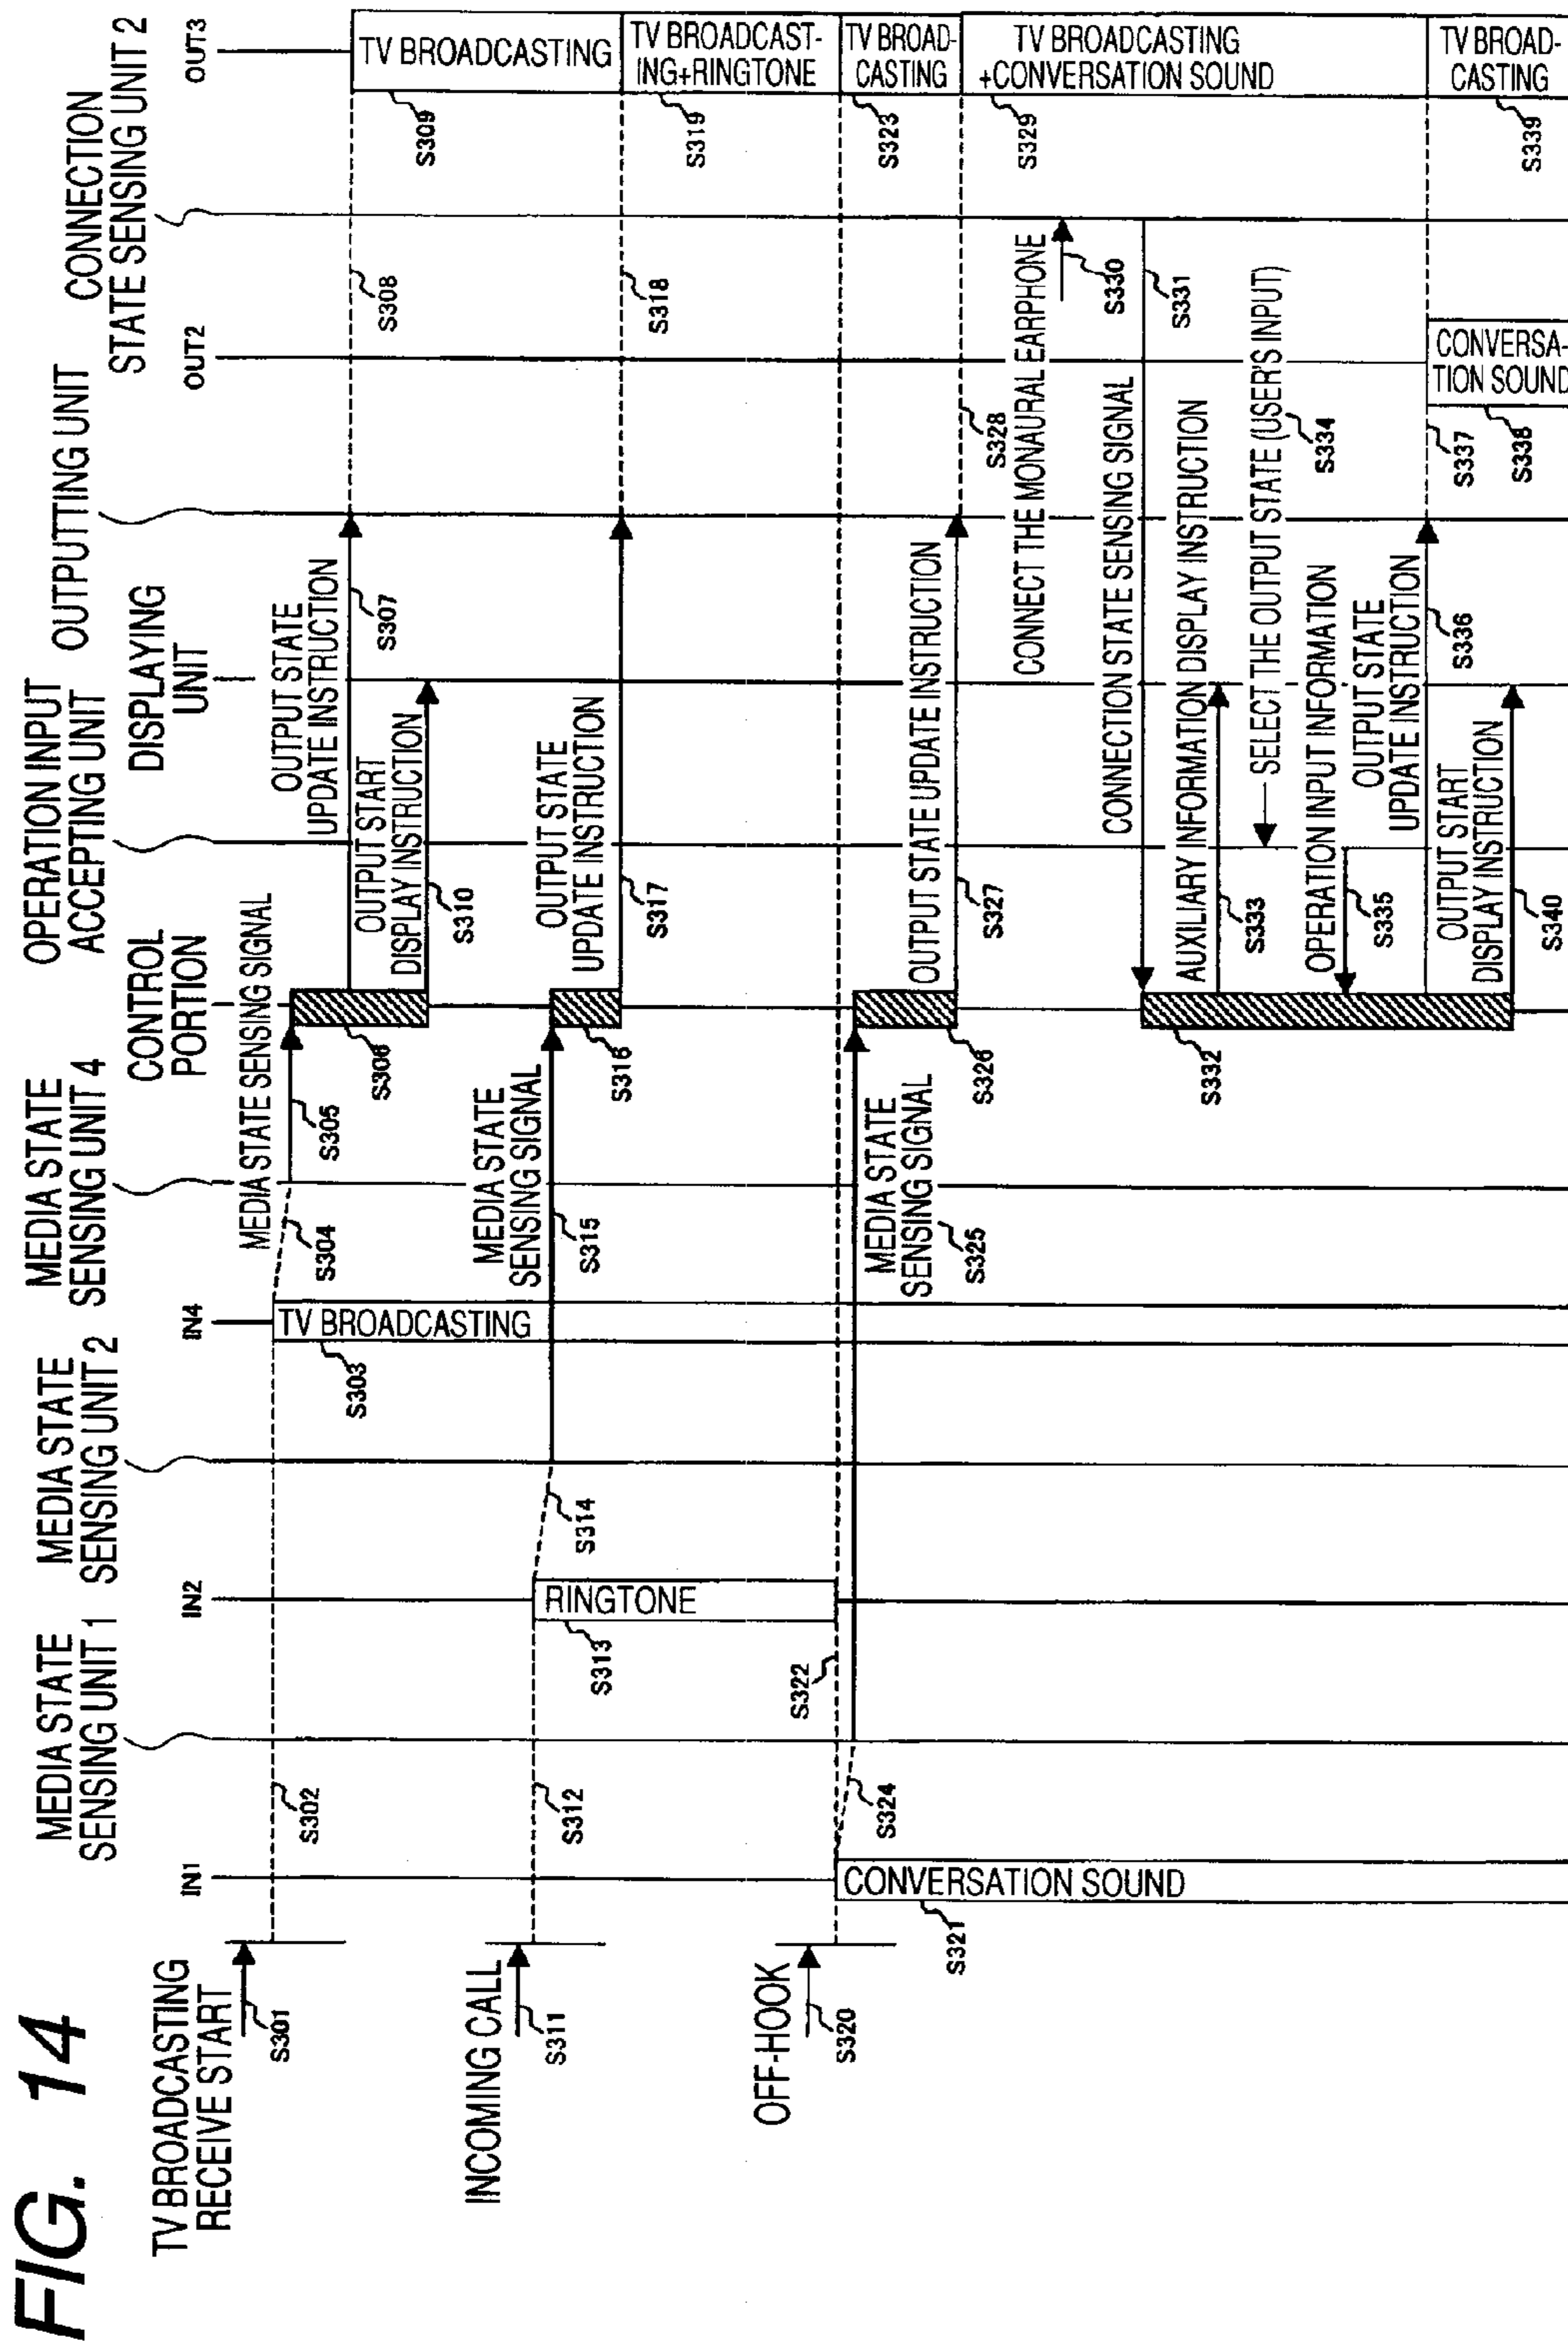 FIG. 14
TV BROADCASTING
RECEIVE START
S301
INCOMING CALL
S311
OFF-HOOK
S320
MEDIA STATE
SENSING UNIT 1
IN1
S302
S312
S324
CONVERSATION SOUND
S321
MEDIA STATE
SENSING UNIT 2
IN2
S314
RINGTONE
S313
S322
MEDIA STATE
SENSING UNIT 4
IN4
TV BROADCASTING
S303
S304
MEDIA STATE SENSING SIGNAL
S305
MEDIA STATE
SENSING SIGNAL
S315
MEDIA STATE
SENSING SIGNAL
S325
CONTROL
PORTION
S306
S316
S326
S332
OPERATION INPUT
ACCEPTING UNIT
DISPLAYING
UNIT
OUTPUTTING UNIT
OUTPUT STATE
UPDATE INSTRUCTION
S307
OUTPUT START
DISPLAY INSTRUCTION
S310
OUTPUT STATE
UPDATE INSTRUCTION
S317
OUTPUT STATE UPDATE INSTRUCTION
S327
CONNECT THE MONAURAL EARPHONE
S330
CONNECTION STATE SENSING SIGNAL
S331
AUXILIARY INFORMATION DISPLAY INSTRUCTION
S333
SELECT THE OUTPUT STATE (USER'S INPUT)
S334
OPERATION INPUT INFORMATION
S335
OUTPUT STATE
UPDATE INSTRUCTION
S336
OUTPUT START
DISPLAY INSTRUCTION
S340
CONNECTION
STATE SENSING UNIT 2
OUT2
S308
S318
S328
S337
CONVERSA-
TION SOUND
S338
OUT3
TV BROADCASTING
S309
TV BROADCAST-
ING+RINGTONE
S319
TV BROAD-
CASTING
S323
TV BROADCASTING
+CONVERSATION SOUND
S329
TV BROAD-
CASTING
S339